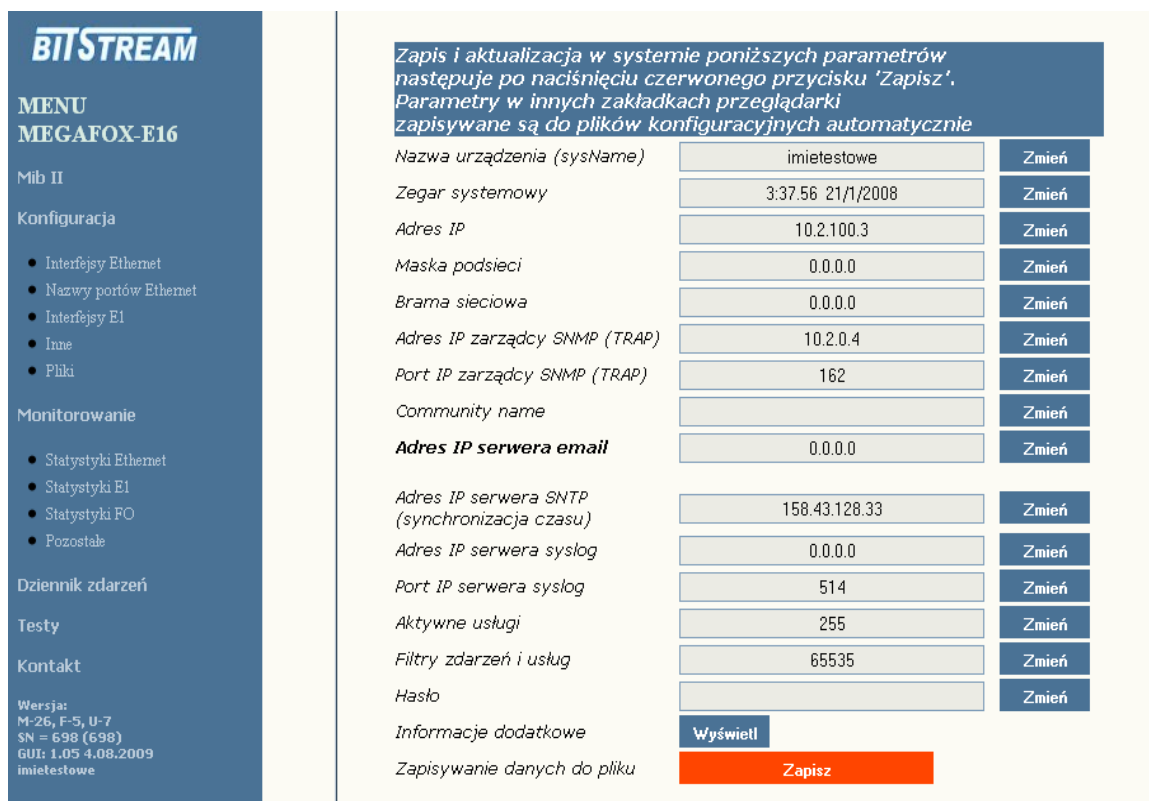 BITSTREAM
MENU
MEGAFOX-E16
Mib II
Konfiguracja
Interfejsy Ethernet
Nazwy portów Ethernet
Interfejsy E1
Inne
Pliki
Monitorowanie
Statystyki Ethernet
Statystyki E1
Statystyki FO
Pozostałe
Dziennik zdarzeń
Testy
Kontakt
Wersja:
M-26, F-5, U-7
SN = 698 (698)
GUI: 1.05 4.08.2009
imietestowe
Zapis i aktualizacja w systemie poniższych parametrów
następuje po naciśnięciu czerwonego przycisku 'Zapisz'.
Parametry w innych zakładkach przeglądarki
zapisywane są do plików konfiguracyjnych automatycznie
Nazwa urządzenia (sysName) imietestowe Zmień
Zegar systemowy 3:37.56 21/1/2008 Zmień
Adres IP 10.2.100.3 Zmień
Maska podsieci 0.0.0.0 Zmień
Brama sieciowa 0.0.0.0 Zmień
Adres IP zarządcy SNMP (TRAP) 10.2.0.4 Zmień
Port IP zarządcy SNMP (TRAP) 162 Zmień
Community name Zmień
Adres IP serwera email 0.0.0.0 Zmień
Adres IP serwera SNTP
(synchronizacja czasu) 158.43.128.33 Zmień
Adres IP serwera syslog 0.0.0.0 Zmień
Port IP serwera syslog 514 Zmień
Aktywne usługi 255 Zmień
Filtry zdarzeń i usług 65535 Zmień
Hasło Zmień
Informacje dodatkowe Wyświetl
Zapisywanie danych do pliku Zapisz